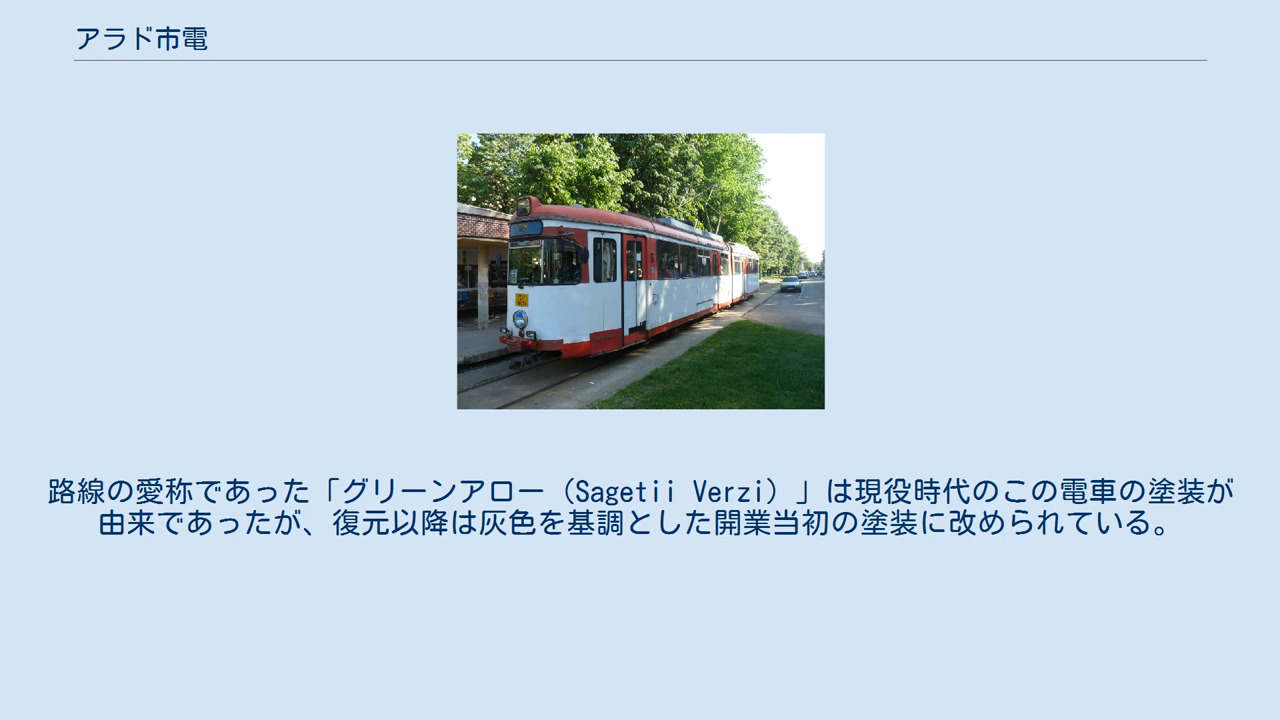 アラド市電
路線の愛称であった「グリーンアロー（Sagetii Verzi）」は現役時代のこの電車の塗装が
由来であったが、復元以降は灰色を基調とした開業当初の塗装に改められている。